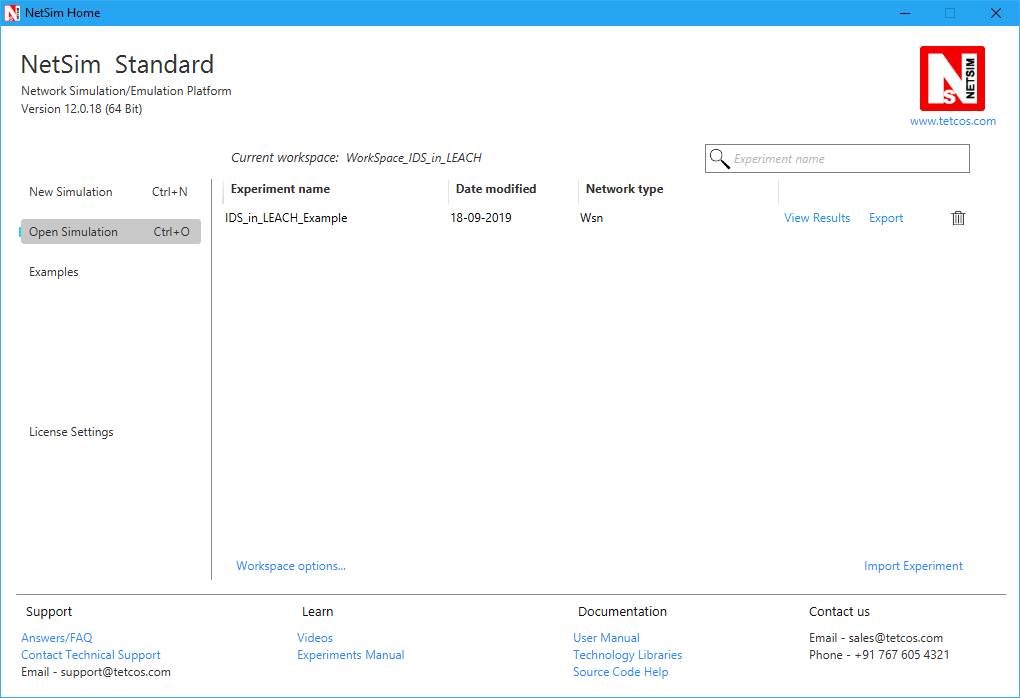 NetSim Home
NetSim Standard
Network Simulation/Emulation Platform
Version 12.0.18 (64 Bit)
NS NETSIM
www.tetcos.com
Current workspace: WorkSpace_IDS_in_LEACH
Experiment name
New Simulation Ctrl+N
Open Simulation Ctrl+O
Examples
License Settings
Experiment name Date modified Network type
IDS_in_LEACH_Example 18-09-2019 Wsn View Results Export
Workspace options... Import Experiment
Support
Answers/FAQ
Contact Technical Support
Email - support@tetcos.com
Learn
Videos
Experiments Manual
Documentation
User Manual
Technology Libraries
Source Code Help
Contact us
Email - sales@tetcos.com
Phone - +91 767 605 4321